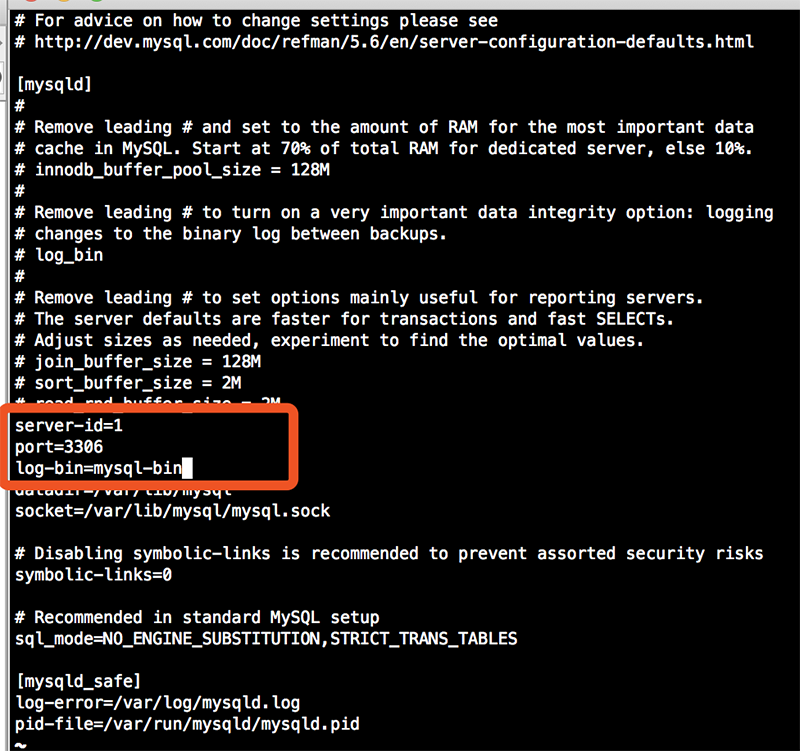 # For advice on how to change settings please see
# http://dev.mysql.com/doc/refman/5.6/en/server-configuration-defaults.html
[mysqld]
#
# Remove leading # and set to the amount of RAM for the most important data
# cache in MySQL. Start at 70% of total RAM for dedicated server, else 10%.
# innodb_buffer_pool_size = 128M
#
# Remove leading # to turn on a very important data integrity option: logging
# changes to the binary log between backups.
# log_bin
#
# Remove leading # to set options mainly useful for reporting servers.
# The server defaults are faster for transactions and fast SELECTs.
# Adjust sizes as needed, experiment to find the optimal values.
# join_buffer_size = 128M
# sort_buffer_size = 2M
# read_rnd_buffer_size = 2M
server-id=1
port=3306
log-bin=mysql-bin
datadir=/var/lib/mysql
socket=/var/lib/mysql/mysql.sock
# Disabling symbolic-links is recommended to prevent assorted security risks
symbolic-links=0
# Recommended in standard MySQL setup
sql_mode=NO_ENGINE_SUBSTITUTION,STRICT_TRANS_TABLES
[mysqld_safe]
log-error=/var/log/mysqld.log
pid-file=/var/run/mysqld/mysqld.pid
~